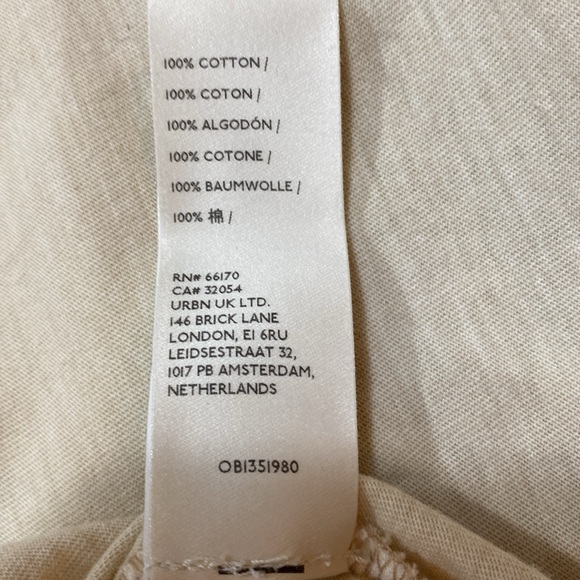 100% COTTON /
100% COTON /
100% ALGODÓN /
100% COTONE /
100% BAUMWOLLE /
100% 棉 /
RN# 66170
CA# 32054
URBN UK LTD.
146 BRICK LANE
LONDON, E1 6RU
LEIDSESTRAAT 32,
1017 PB AMSTERDAM,
NETHERLANDS
OB1351980